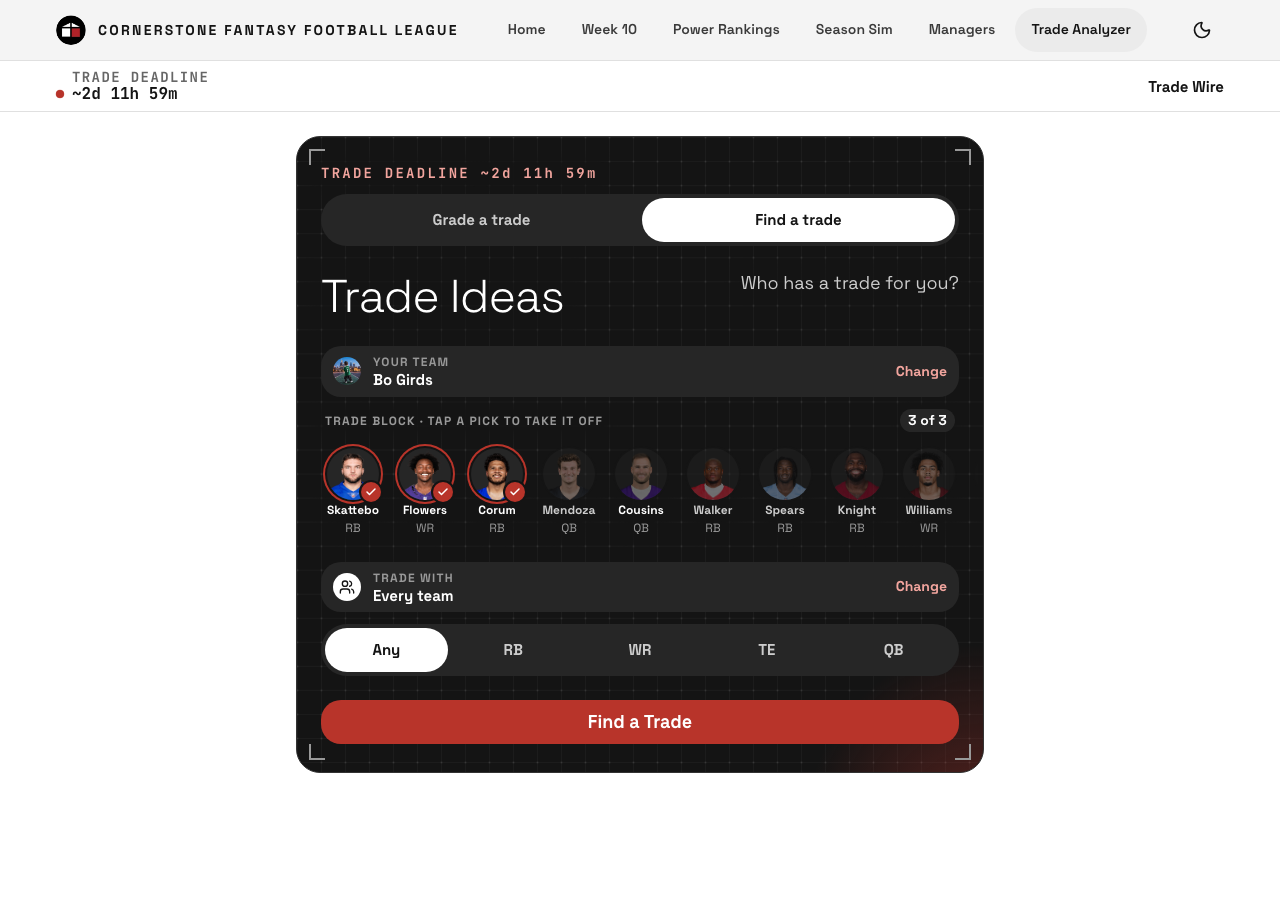 CORNERSTONE FANTASY FOOTBALL LEAGUE
Home
Week 10
Power Rankings
Season Sim
Managers
Trade Analyzer
TRADE DEADLINE
~2d 11h 59m
Trade Wire
TRADE DEADLINE ~2d 11h 59m
Grade a trade
Find a trade
Trade Ideas
Who has a trade for you?
YOUR TEAM
Bo Girds
Change
TRADE BLOCK · TAP A PICK TO TAKE IT OFF
3 of 3
Skattebo
RB
Flowers
WR
Corum
RB
Mendoza
QB
Cousins
QB
Walker
RB
Spears
RB
Knight
RB
Williams
WR
TRADE WITH
Every team
Change
Any
RB
WR
TE
QB
Find a Trade